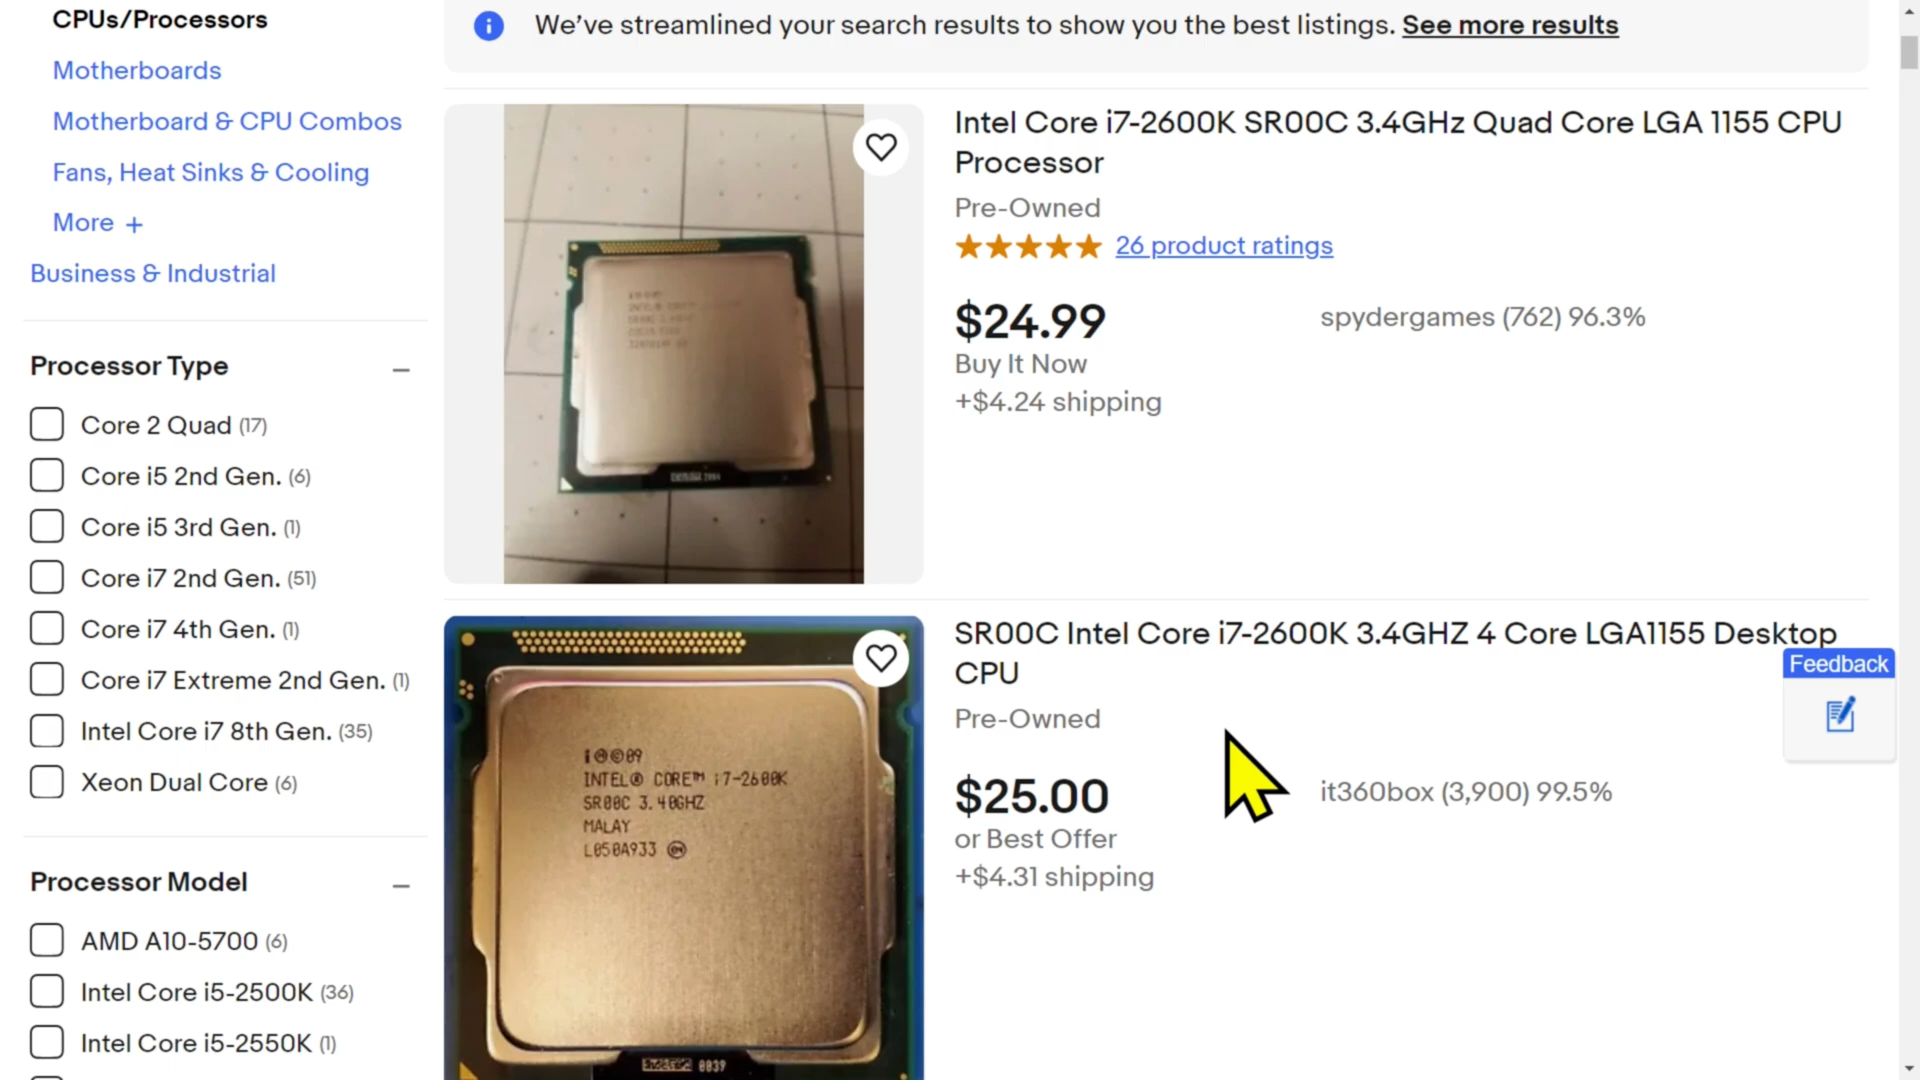 CPUs/Processors
Motherboards
Motherboard & CPU Combos
Fans, Heat Sinks & Cooling
More +
Business & Industrial
Processor Type
Core 2 Quad (17)
Core i5 2nd Gen. (6)
Core i5 3rd Gen. (1)
Core i7 2nd Gen. (51)
Core i7 4th Gen. (1)
Core i7 Extreme 2nd Gen. (1)
Intel Core i7 8th Gen. (35)
Xeon Dual Core (6)
Processor Model
AMD A10-5700 (6)
Intel Core i5-2500K (36)
Intel Core i5-2550K (1)
We've streamlined your search results to show you the best listings. See more results
Intel Core i7-2600K SR00C 3.4GHz Quad Core LGA 1155 CPU
Processor
Pre-Owned
26 product ratings
$24.99
Buy It Now
+$4.24 shipping
spydergames (762) 96.3%
i Ⓜ©09
INTEL® CORE™ i7-2600K
SR00C 3.40GHZ
MALAY
L050A933
0039
SR00C Intel Core i7-2600K 3.4GHZ 4 Core LGA1155 Desktop
CPU
Pre-Owned
$25.00
or Best Offer
+$4.31 shipping
it360box (3,900) 99.5%
Feedback